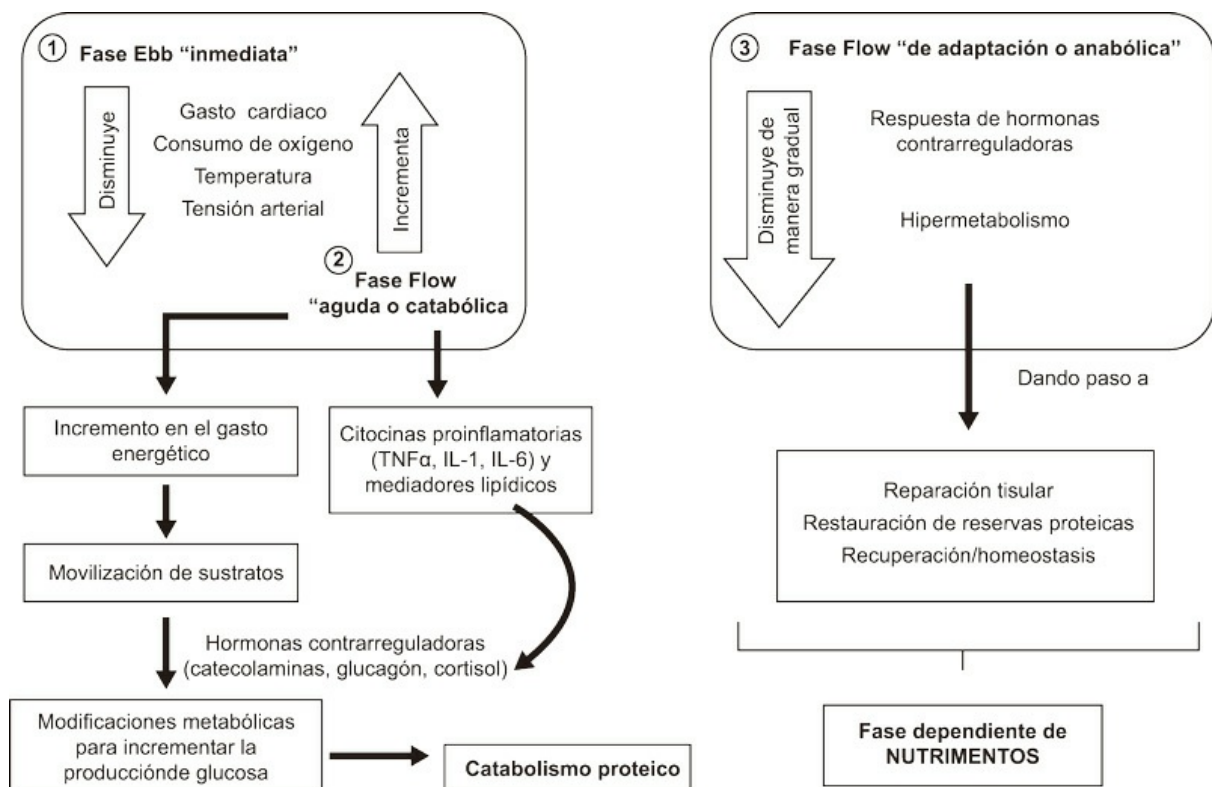 1 Fase Ebb “inmediata”
Disminuye
Gasto cardiaco
Consumo de oxígeno
Temperatura
Tensión arterial
Incrementa
2 Fase Flow
“aguda o catabólica
Incremento en el gasto
energético
Movilización de sustratos
Citocinas proinflamatorias
(TNFα, IL-1, IL-6) y
mediadores lipídicos
Hormonas contrarreguladoras
(catecolaminas, glucagón, cortisol)
Modificaciones metabólicas
para incrementar la
producciónde glucosa
Catabolismo proteico
3 Fase Flow “de adaptación o anabólica”
Disminuye de
manera gradual
Respuesta de hormonas
contrarreguladoras
Hipermetabolismo
Dando paso a
Reparación tisular
Restauración de reservas proteicas
Recuperación/homeostasis
Fase dependiente de
NUTRIMENTOS